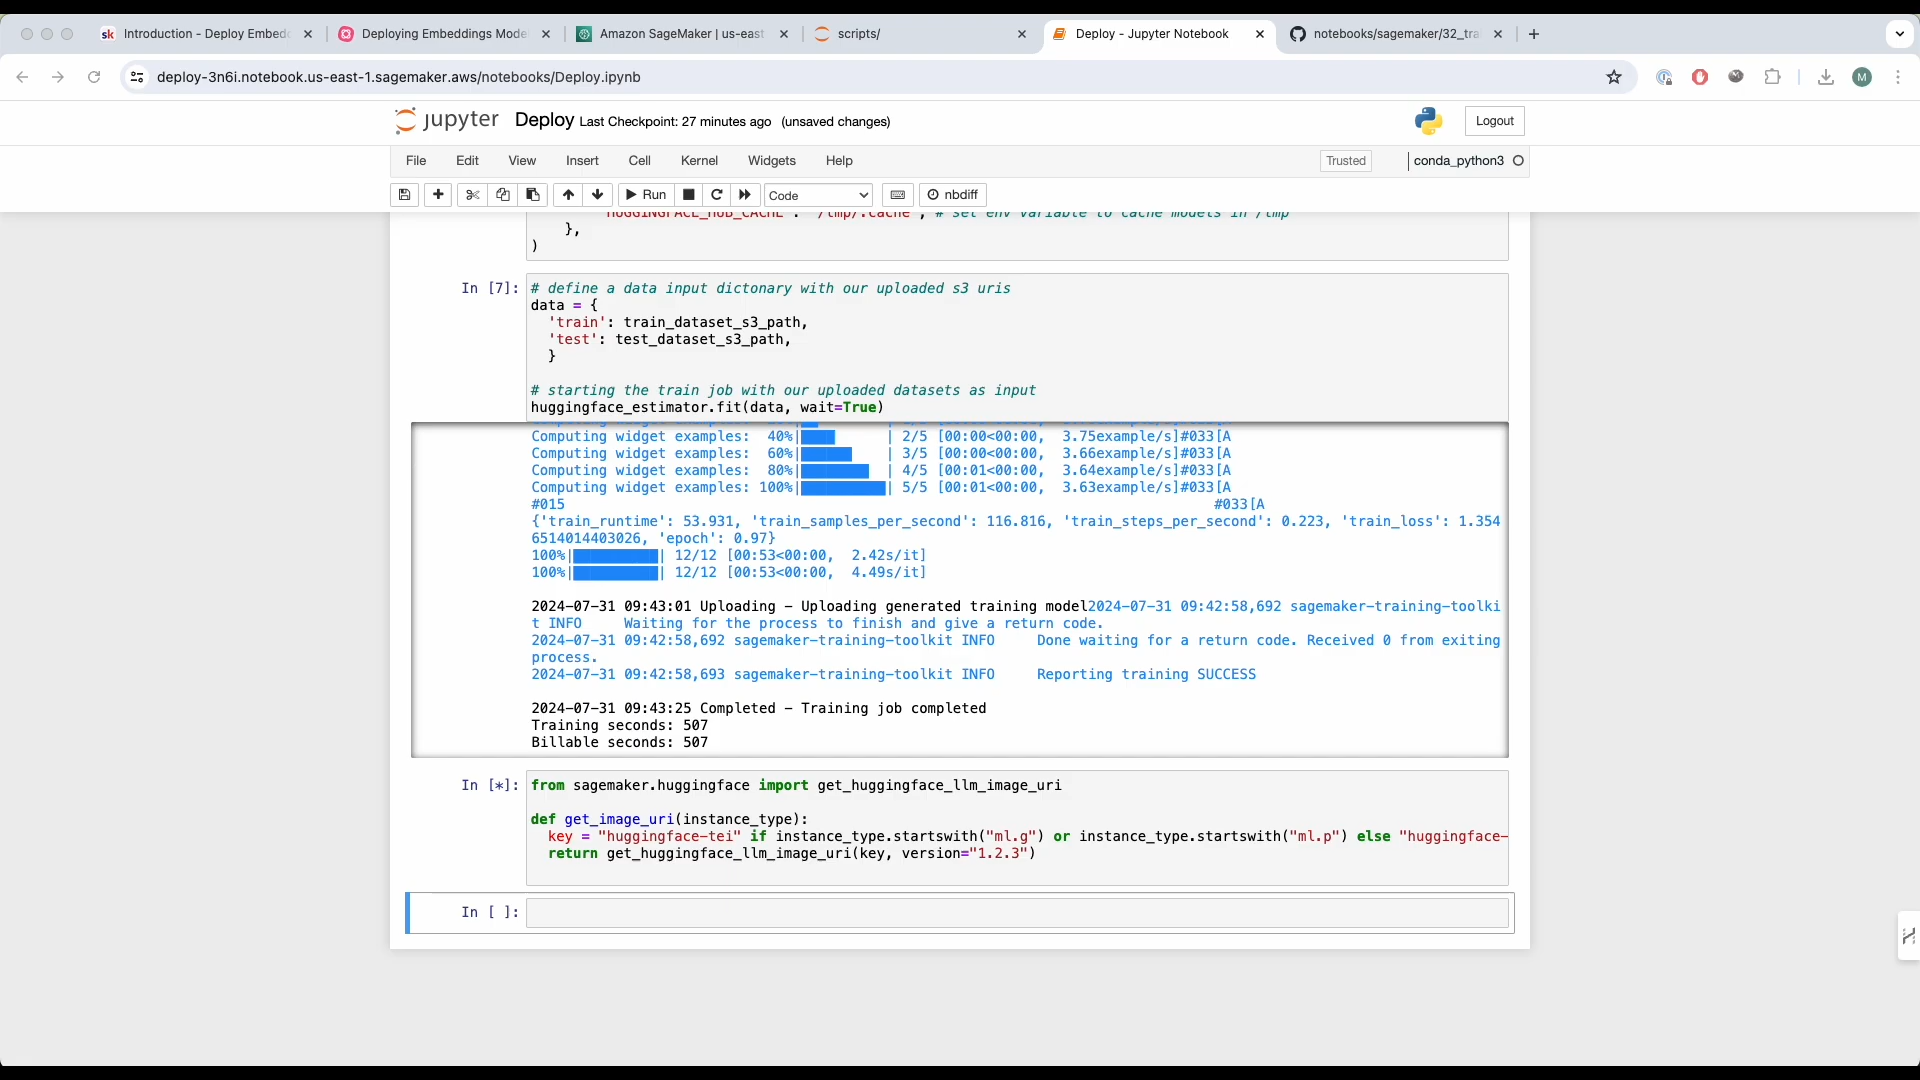 sk Introduction - Deploy Embed
Deploying Embeddings Mode
Amazon SageMaker | us-east
scripts/
Deploy - Jupyter Notebook
notebooks/sagemaker/32_tra
deploy-3n6i.notebook.us-east-1.sagemaker.aws/notebooks/Deploy.ipynb
M
jupyter Deploy Last Checkpoint: 27 minutes ago (unsaved changes)
Logout
File Edit View Insert Cell Kernel Widgets Help
Trusted
conda_python3
Run
Code
nbdiff
"HUGGINGFACE_HUB_CACHE": "/tmp/.cache", # set env variable to cache models in /tmp
},
)
In [7]:
# define a data input dictonary with our uploaded s3 uris
data = {
'train': train_dataset_s3_path,
'test': test_dataset_s3_path,
}
# starting the train job with our uploaded datasets as input
huggingface_estimator.fit(data, wait=True)
Computing widget examples: 40%| | 2/5 [00:00<00:00, 3.75example/s]#033[A
Computing widget examples: 60%| | 3/5 [00:00<00:00, 3.66example/s]#033[A
Computing widget examples: 80%| | 4/5 [00:01<00:00, 3.64example/s]#033[A
Computing widget examples: 100%| | 5/5 [00:01<00:00, 3.63example/s]#033[A
#015 #033[A
{'train_runtime': 53.931, 'train_samples_per_second': 116.816, 'train_steps_per_second': 0.223, 'train_loss': 1.354
6514014403026, 'epoch': 0.97}
100%| | 12/12 [00:53<00:00, 2.42s/it]
100%| | 12/12 [00:53<00:00, 4.49s/it]
2024-07-31 09:43:01 Uploading - Uploading generated training model2024-07-31 09:42:58,692 sagemaker-training-toolki
t INFO Waiting for the process to finish and give a return code.
2024-07-31 09:42:58,692 sagemaker-training-toolkit INFO Done waiting for a return code. Received 0 from exiting
process.
2024-07-31 09:42:58,693 sagemaker-training-toolkit INFO Reporting training SUCCESS
2024-07-31 09:43:25 Completed - Training job completed
Training seconds: 507
Billable seconds: 507
In [*]:
from sagemaker.huggingface import get_huggingface_llm_image_uri
def get_image_uri(instance_type):
key = "huggingface-tei" if instance_type.startswith("ml.g") or instance_type.startswith("ml.p") else "huggingface-
return get_huggingface_llm_image_uri(key, version="1.2.3")
In [ ]: